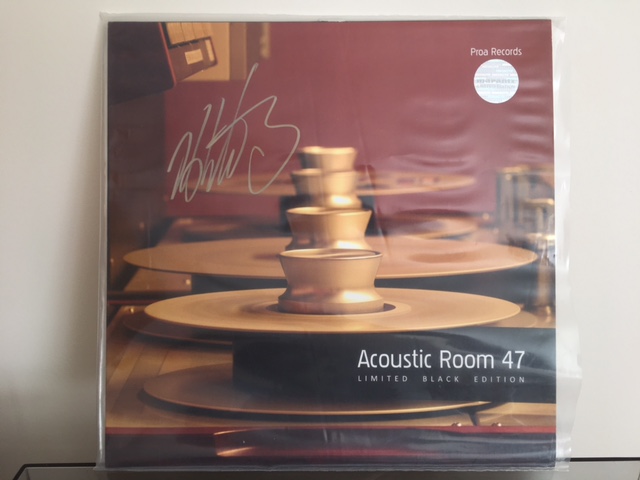 Proa Records
Acoustic Room 47
LIMITED BLACK EDITION